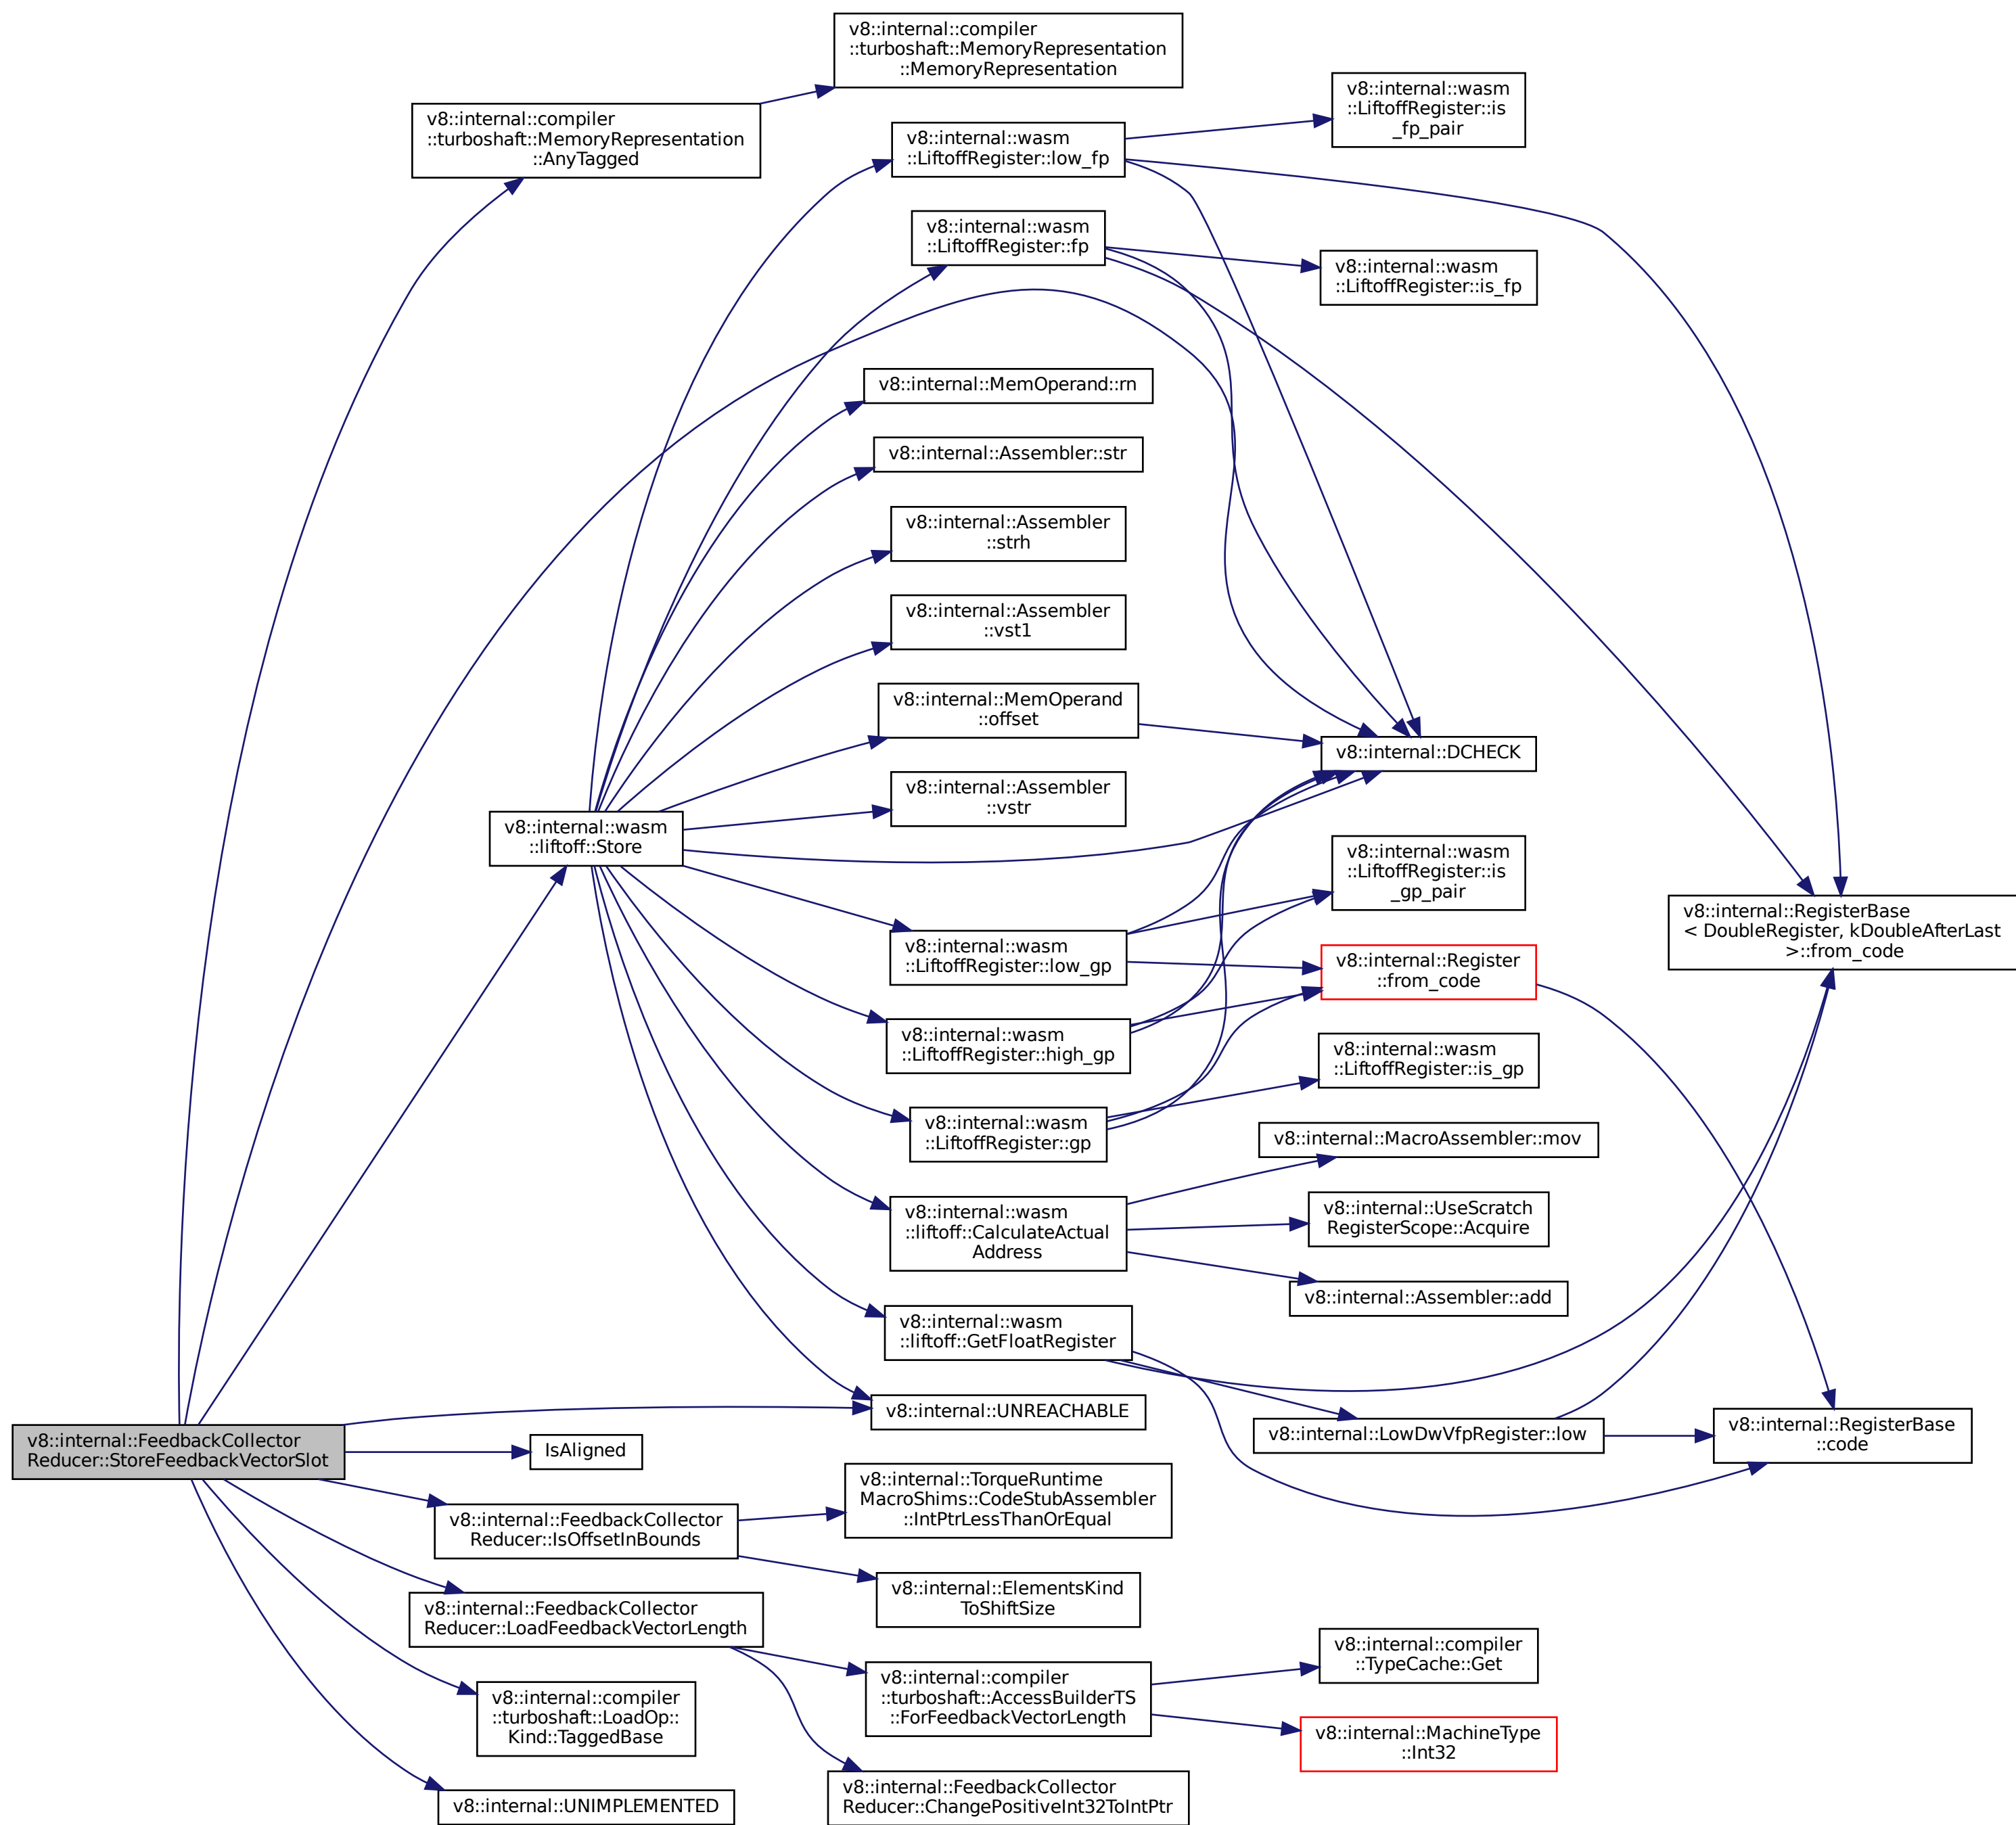 v8::internal::compiler
::turboshaft::MemoryRepresentation
::MemoryRepresentation
v8::internal::wasm
::LiftoffRegister::is
_fp_pair
v8::internal::compiler
::turboshaft::MemoryRepresentation
::AnyTagged
v8::internal::wasm
::LiftoffRegister::low_fp
v8::internal::wasm
::LiftoffRegister::fp
v8::internal::wasm
::LiftoffRegister::is_fp
v8::internal::MemOperand::rn
v8::internal::Assembler::str
v8::internal::Assembler
::strh
v8::internal::Assembler
::vst1
v8::internal::MemOperand
::offset
v8::internal::DCHECK
v8::internal::Assembler
::vstr
v8::internal::wasm
::liftoff::Store
v8::internal::wasm
::LiftoffRegister::is
_gp_pair
v8::internal::RegisterBase
< DoubleRegister, kDoubleAfterLast
>::from_code
v8::internal::wasm
::LiftoffRegister::low_gp
v8::internal::Register
::from_code
v8::internal::wasm
::LiftoffRegister::high_gp
v8::internal::wasm
::LiftoffRegister::is_gp
v8::internal::wasm
::LiftoffRegister::gp
v8::internal::MacroAssembler::mov
v8::internal::wasm
::liftoff::CalculateActual
Address
v8::internal::UseScratch
RegisterScope::Acquire
v8::internal::Assembler::add
v8::internal::wasm
::liftoff::GetFloatRegister
v8::internal::UNREACHABLE
v8::internal::LowDwVfpRegister::low
v8::internal::RegisterBase
::code
v8::internal::FeedbackCollector
Reducer::StoreFeedbackVectorSlot
IsAligned
v8::internal::TorqueRuntime
MacroShims::CodeStubAssembler
::IntPtrLessThanOrEqual
v8::internal::FeedbackCollector
Reducer::IsOffsetInBounds
v8::internal::ElementsKind
ToShiftSize
v8::internal::FeedbackCollector
Reducer::LoadFeedbackVectorLength
v8::internal::compiler
::TypeCache::Get
v8::internal::compiler
::turboshaft::AccessBuilderTS
::ForFeedbackVectorLength
v8::internal::compiler
::turboshaft::LoadOp::
Kind::TaggedBase
v8::internal::MachineType
::Int32
v8::internal::FeedbackCollector
Reducer::ChangePositiveInt32ToIntPtr
v8::internal::UNIMPLEMENTED